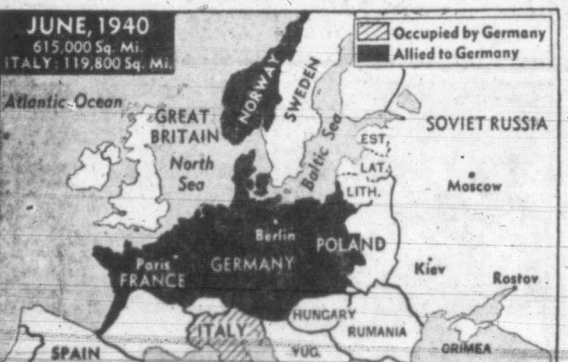 JUNE, 1940
615,000 Sq. Mi.
ITALY: 119,800 Sq. Mi.
Occupied by Germany
Allied to Germany
Atlantic Ocean
GREAT
BRITAIN
NORWAY
SWEDEN
SOVIET RUSSIA
North
Sea
Baltic Sea
EST.
LAT.
LITH.
Moscow
Berlin
POLAND
Paris
FRANCE
GERMANY
Kiev
Rostov
HUNGARY
ITALY
RUMANIA
SPAIN
YUG.
CRIMEA